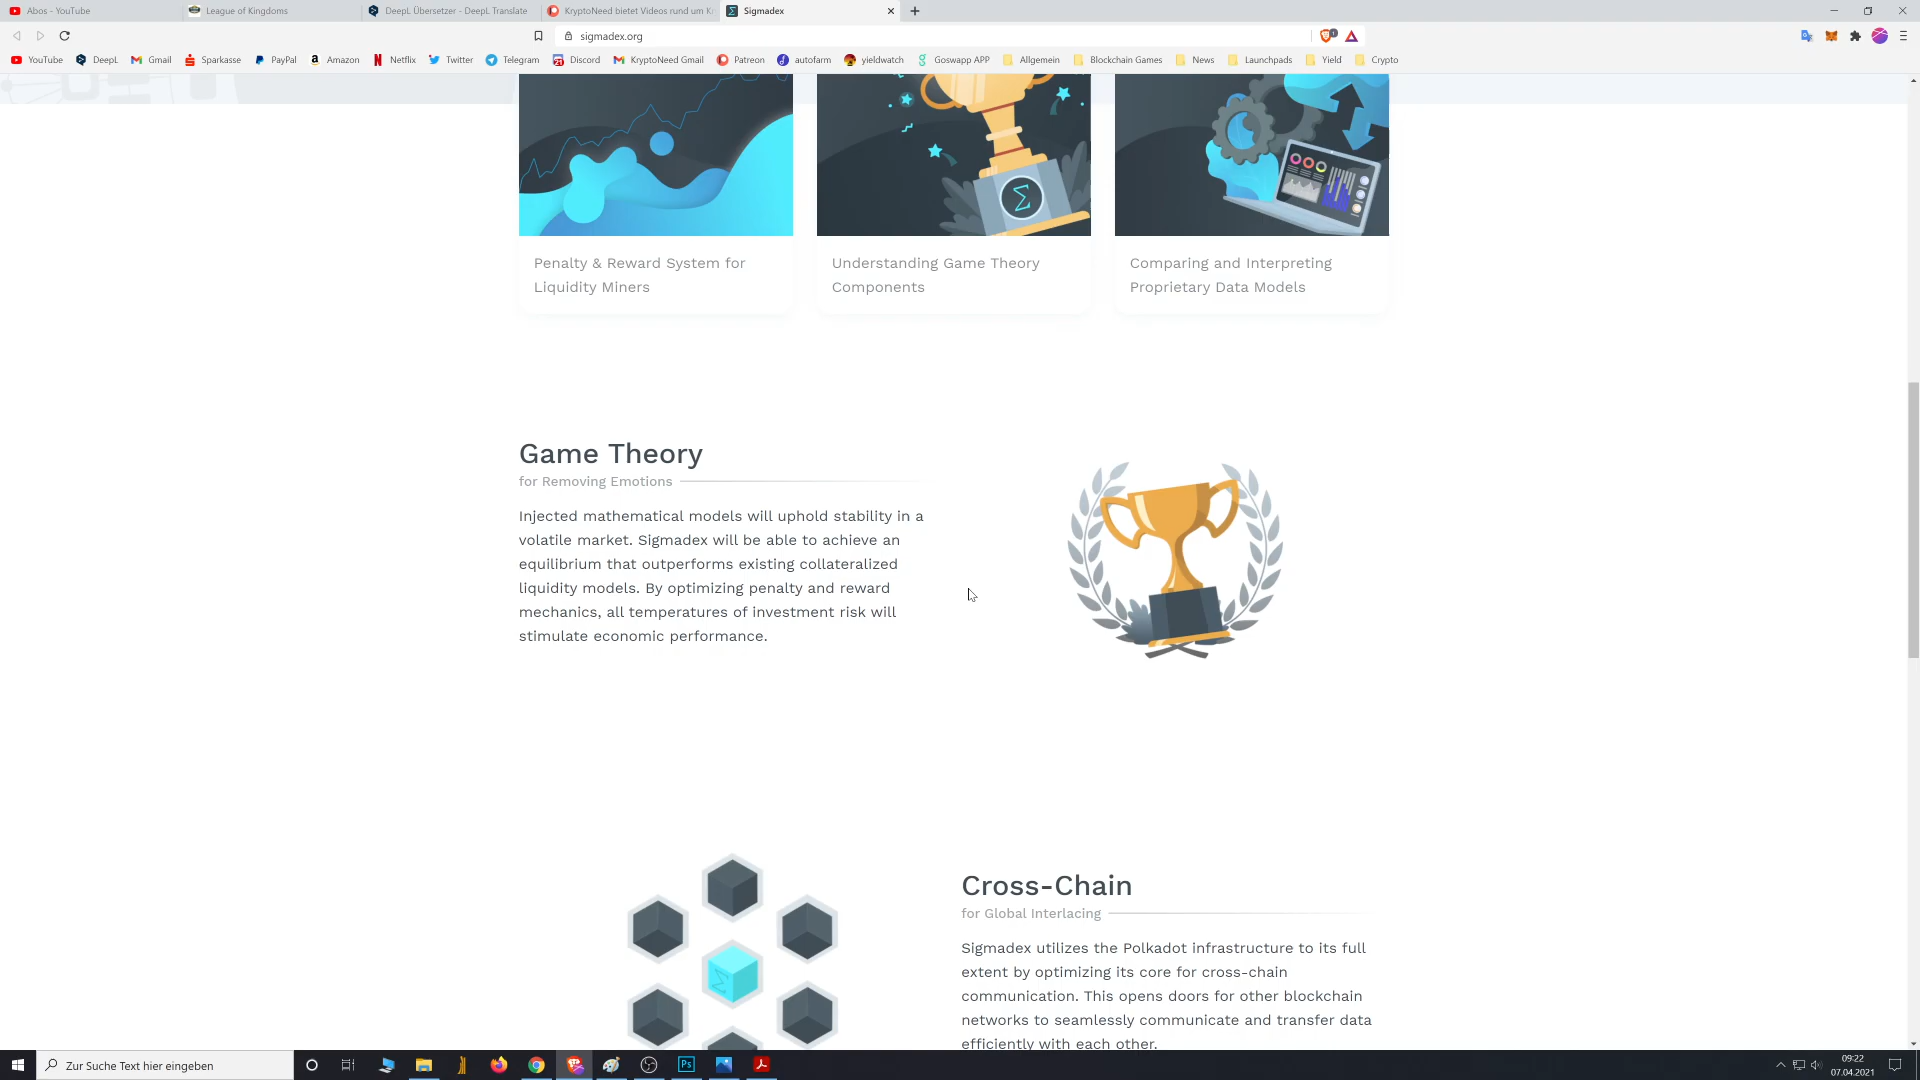 Abos - YouTube
League of Kingdoms
DeepL Übersetzer - DeepL Translate
KryptoNeed bietet Videos rund um K
Sigmadex
sigmadex.org
YouTube
DeepL
Gmail
Sparkasse
PayPal
Amazon
Netflix
Twitter
Telegram
Discord
KryptoNeed Gmail
Patreon
autofarm
yieldwatch
Goswapp APP
Allgemein
Blockchain Games
News
Launchpads
Yield
Crypto
Penalty & Reward System for
Liquidity Miners
Understanding Game Theory
Components
Comparing and Interpreting
Proprietary Data Models
Game Theory
for Removing Emotions
Injected mathematical models will uphold stability in a
volatile market. Sigmadex will be able to achieve an
equilibrium that outperforms existing collateralized
liquidity models. By optimizing penalty and reward
mechanics, all temperatures of investment risk will
stimulate economic performance.
Cross-Chain
for Global Interlacing
Sigmadex utilizes the Polkadot infrastructure to its full
extent by optimizing its core for cross-chain
communication. This opens doors for other blockchain
networks to seamlessly communicate and transfer data
efficiently with each other.
Zur Suche Text hier eingeben
Ps
09:22
07.04.2021